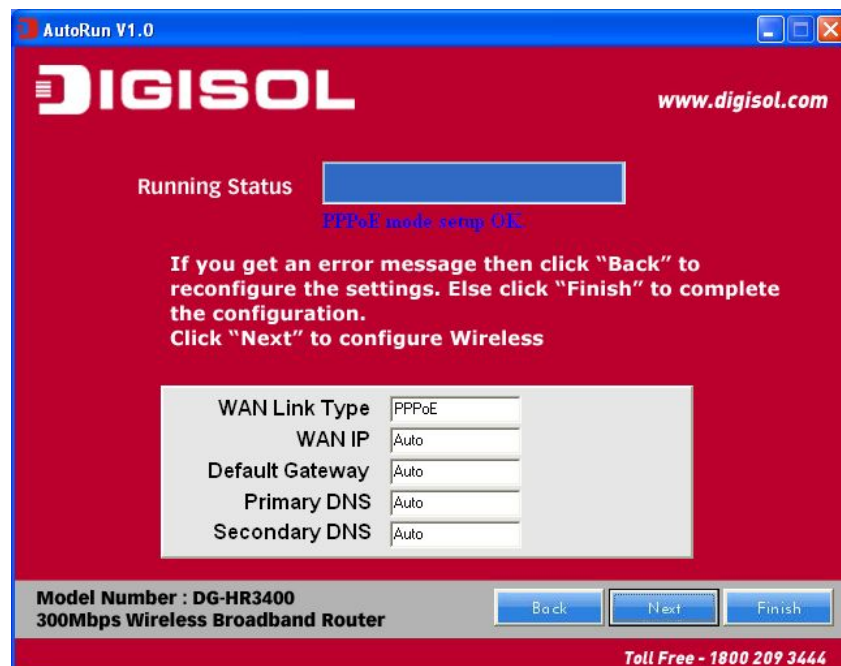 AutoRun V1.0
DIGISOL
www.digisol.com
Running Status
PPPoE mode setup OK.
If you get an error message then click “Back” to
reconfigure the settings. Else click “Finish” to complete
the configuration.
Click “Next” to configure Wireless
WAN Link Type PPPoE
WAN IP Auto
Default Gateway Auto
Primary DNS Auto
Secondary DNS Auto
Model Number : DG-HR3400
300Mbps Wireless Broadband Router
Back Next Finish
Toll Free - 1800 209 3444